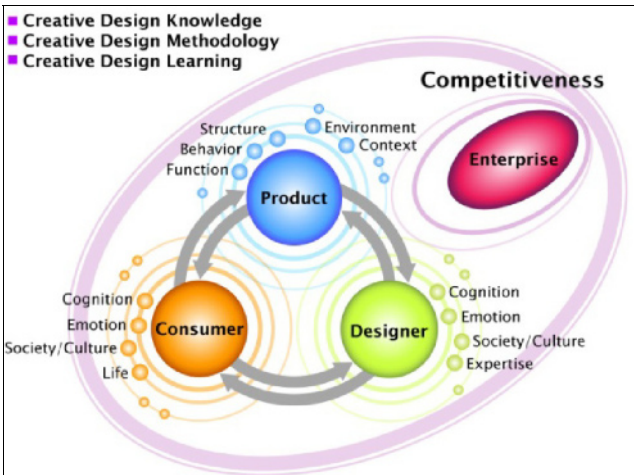 Creative Design Knowledge
Creative Design Methodology
Creative Design Learning
Competitiveness
Enterprise
Structure
Behavior
Function
Environment
Context
Product
Cognition
Emotion
Society/Culture
Life
Consumer
Designer
Cognition
Emotion
Society/Culture
Expertise